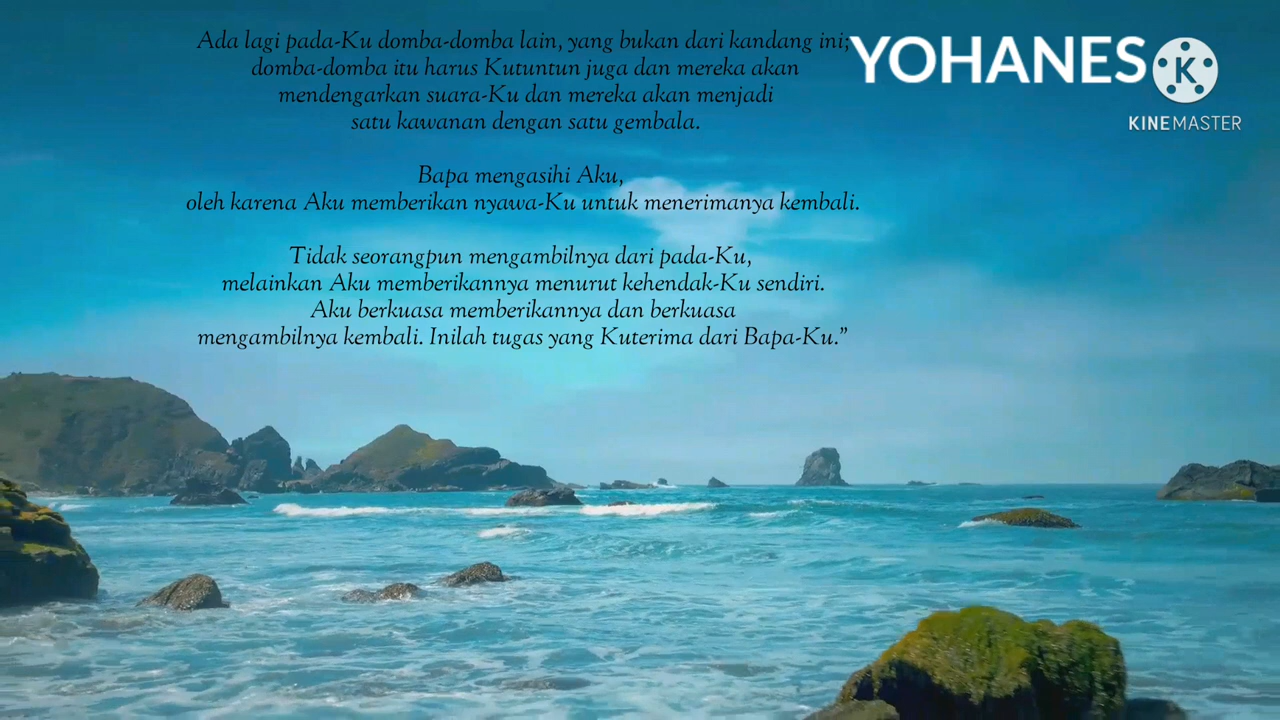 Ada lagi pada-Ku domba-domba lain, yang bukan dari kandang ini;
domba-domba itu harus Kutuntun juga dan mereka akan
mendengarkan suara-Ku dan mereka akan menjadi
satu kawanan dengan satu gembala.
Bapa mengasihi Aku,
oleh karena Aku memberikan nyawa-Ku untuk menerimanya kembali.
Tidak seorangpun mengambilnya dari pada-Ku,
melainkan Aku memberikannya menurut kehendak-Ku sendiri.
Aku berkuasa memberikannya dan berkuasa
mengambilnya kembali. Inilah tugas yang Kuterima dari Bapa-Ku.”
YOHANES
K
KINEMASTER